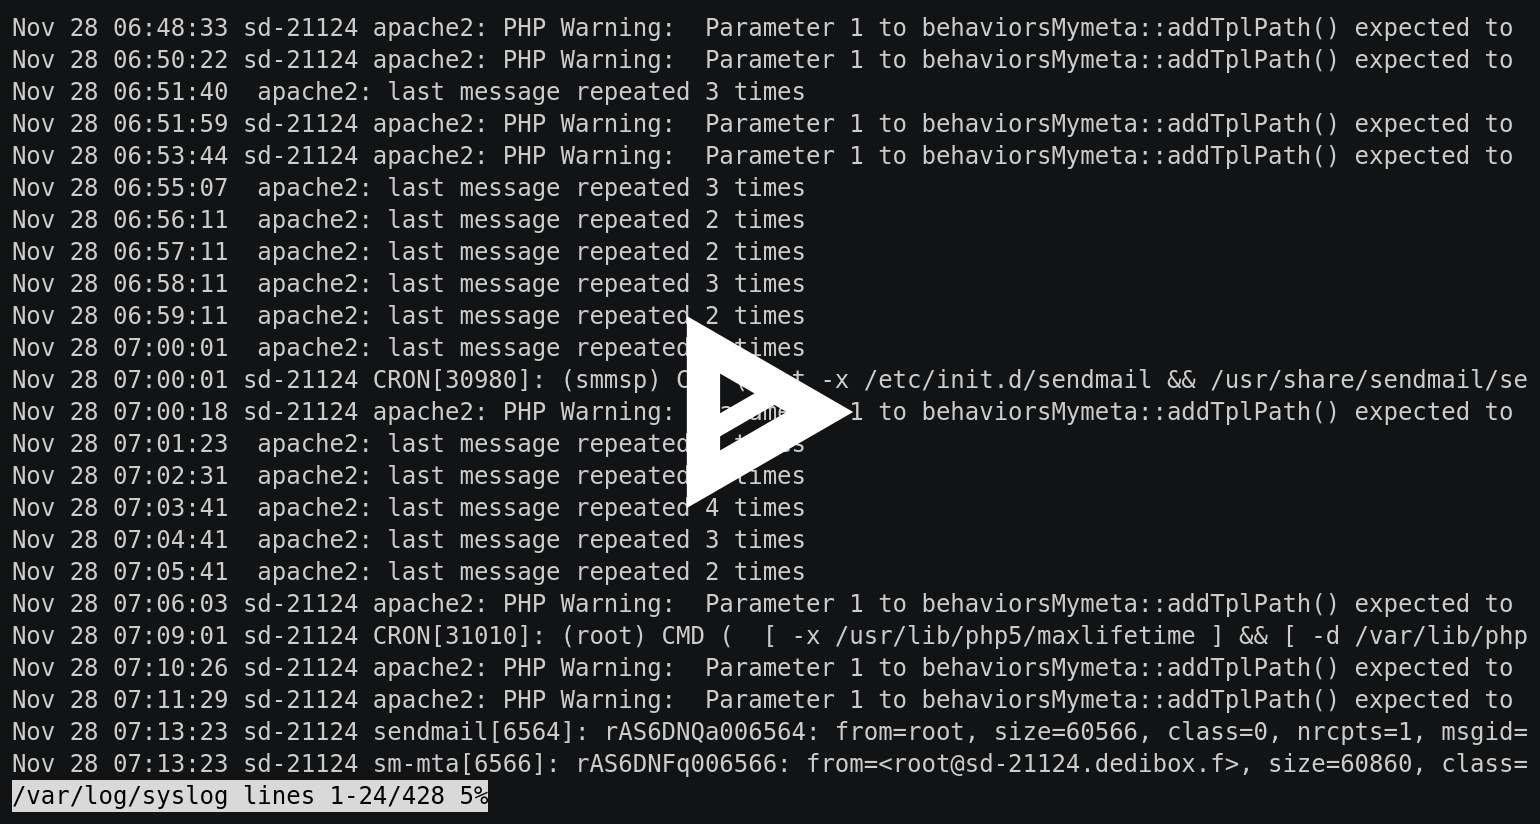 Nov 28 06:48:33 sd-21124 apache2: PHP Warning:  Parameter 1 to behaviorsMymeta::addTplPath() expected to
Nov 28 06:50:22 sd-21124 apache2: PHP Warning:  Parameter 1 to behaviorsMymeta::addTplPath() expected to
Nov 28 06:51:40  apache2: last message repeated 3 times
Nov 28 06:51:59 sd-21124 apache2: PHP Warning:  Parameter 1 to behaviorsMymeta::addTplPath() expected to
Nov 28 06:53:44 sd-21124 apache2: PHP Warning:  Parameter 1 to behaviorsMymeta::addTplPath() expected to
Nov 28 06:55:07  apache2: last message repeated 3 times
Nov 28 06:56:11  apache2: last message repeated 2 times
Nov 28 06:57:11  apache2: last message repeated 2 times
Nov 28 06:58:11  apache2: last message repeated 3 times
Nov 28 06:59:11  apache2: last message repeated 2 times
Nov 28 07:00:01  apache2: last message repeated times
Nov 28 07:00:01 sd-21124 CRON[30980]: (smmsp) -x /etc/init.d/sendmail && /usr/share/sendmail/se
Nov 28 07:00:18 sd-21124 apache2: PHP Warning: 1 to behaviorsMymeta::addTplPath() expected to
Nov 28 07:01:23  apache2: last message repeated
Nov 28 07:02:31  apache2: last message repeated times
Nov 28 07:03:41  apache2: last message repeated 4 times
Nov 28 07:04:41  apache2: last message repeated 3 times
Nov 28 07:05:41  apache2: last message repeated 2 times
Nov 28 07:06:03 sd-21124 apache2: PHP Warning:  Parameter 1 to behaviorsMymeta::addTplPath() expected to
Nov 28 07:09:01 sd-21124 CRON[31010]: (root) CMD (  [ -x /usr/lib/php5/maxlifetime ] && [ -d /var/lib/php
Nov 28 07:10:26 sd-21124 apache2: PHP Warning:  Parameter 1 to behaviorsMymeta::addTplPath() expected to
Nov 28 07:11:29 sd-21124 apache2: PHP Warning:  Parameter 1 to behaviorsMymeta::addTplPath() expected to
Nov 28 07:13:23 sd-21124 sendmail[6564]: rAS6DNQa006564: from=root, size=60566, class=0, nrcpts=1, msgid=
Nov 28 07:13:23 sd-21124 sm-mta[6566]: rAS6DNFq006566: from=<root@sd-21124.dedibox.f>, size=60860, class=
/var/log/syslog lines 1-24/428 5%